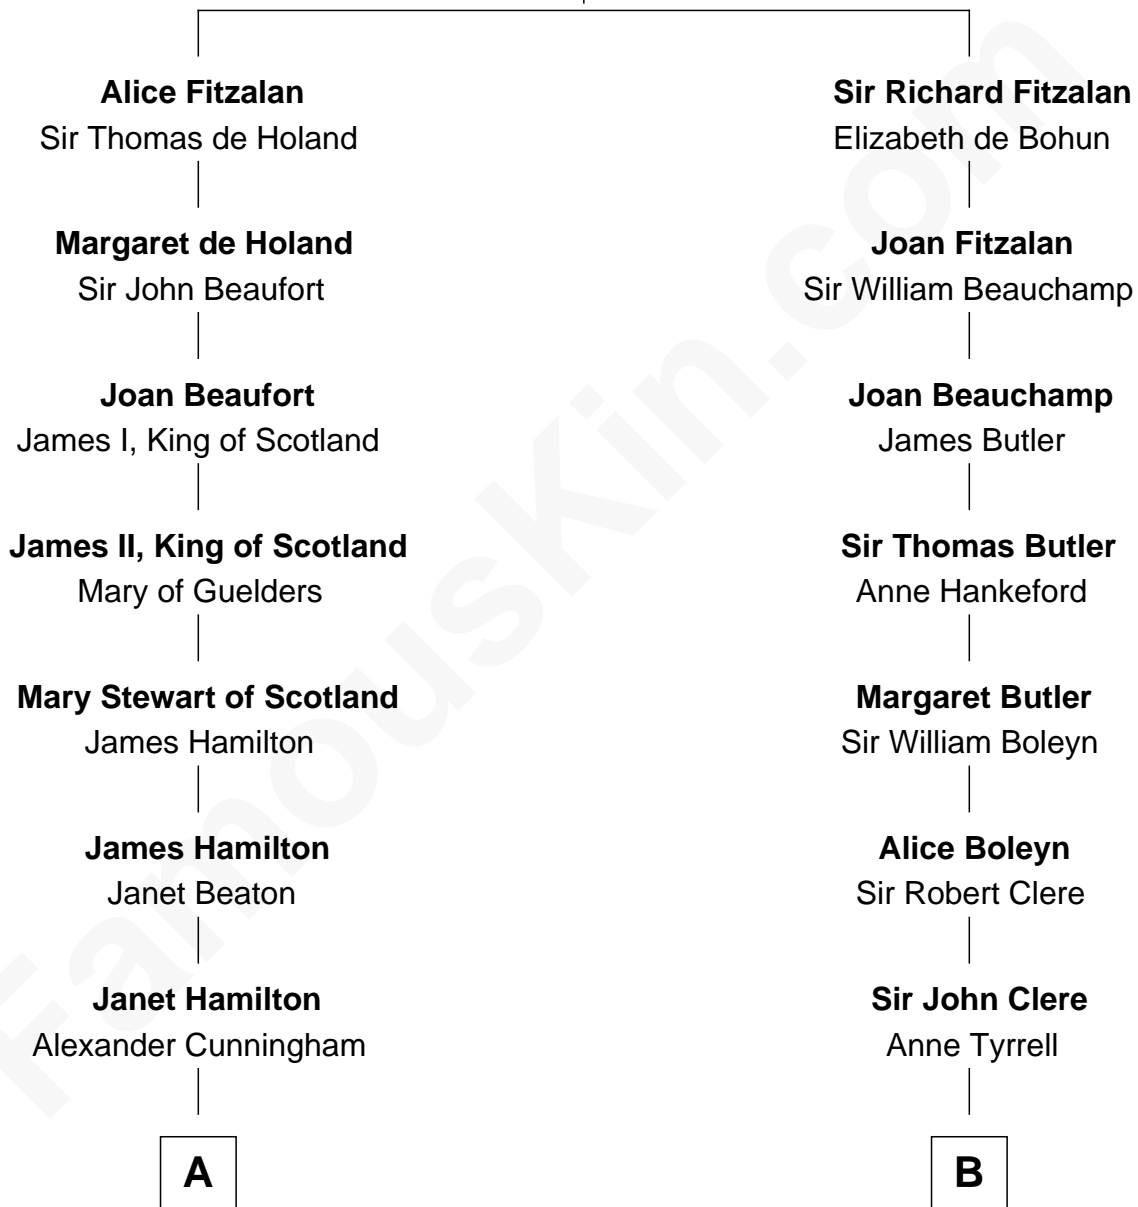 Alice Fitzalan
Sir Thomas de Holand
Sir Richard Fitzalan
Elizabeth de Bohun
Margaret de Holand
Sir John Beaufort
Joan Fitzalan
Sir William Beauchamp
Joan Beaufort
James I, King of Scotland
Joan Beauchamp
James Butler
James II, King of Scotland
Mary of Guelders
Sir Thomas Butler
Anne Hankeford
Mary Stewart of Scotland
James Hamilton
Margaret Butler
Sir William Boleyn
James Hamilton
Janet Beaton
Alice Boleyn
Sir Robert Clere
Janet Hamilton
Alexander Cunningham
Sir John Clere
Anne Tyrrell
A
B
FamousKin.com